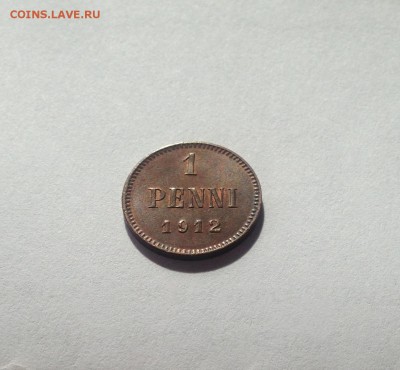 COINS.LAVE.RU
1
PENNI
1912